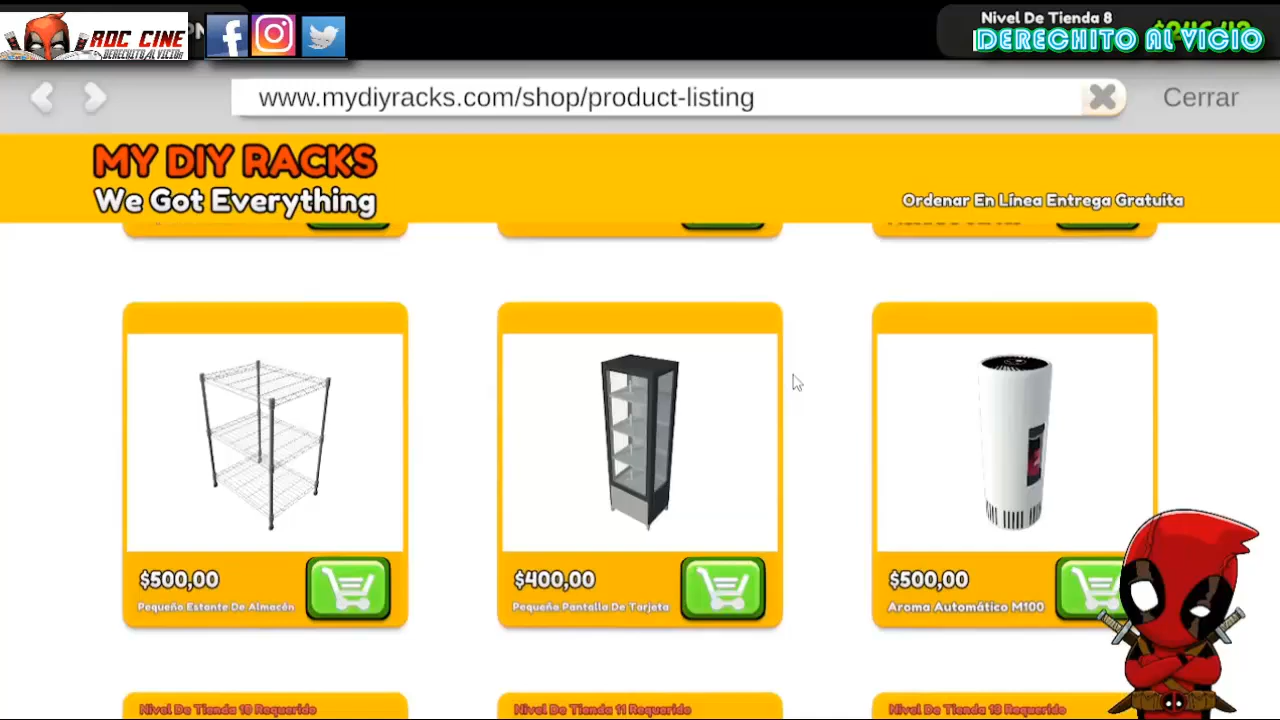 RDC CINE
DERECHITO AL VICIO
Nivel De Tienda 8
DERECHITO AL VICIO
www.mydiyracks.com/shop/product-listing
Cerrar
MY DIY RACKS
We Got Everything
Ordenar En Línea Entrega Gratuita
$500,00
Pequeño Estante De Almacén
$400,00
Pequeña Pantalla De Tarjeta
$500,00
Aroma Automático M100
Nivel De Tienda 10 Requerido
Nivel De Tienda 11 Requerido
Nivel De Tienda 13 Requerido